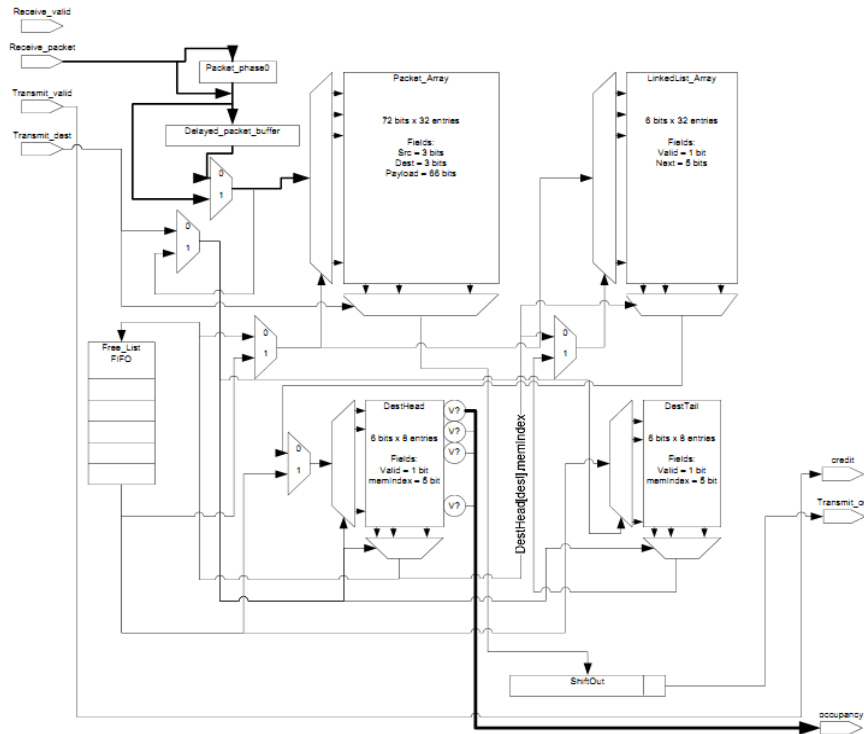 Receive_valid
Receive_packet
Packet_phase0
Packet_Array
LinkedList_Array
Transmit_valid
72 bits x 32 entries
6 bits x 32 entries
Delayed_packet_buffer
Fields:
Src = 3 bits
Dest = 3 bits
Payload = 66 bits
Fields:
Valid = 1 bit
Next = 5 bits
Transmit_dest
0
1
0
1
0
1
0
1
Free_List
FIFO
DestHead
V?
V?
V?
V?
6 bits x 8 entries
Fields:
Valid = 1 bit
memIndex = 5 bit
0
1
DestHead[dest].memIndex
DestTail
6 bits x 8 entries
Fields:
Valid = 1 bit
memIndex = 5 bit
credit
Transmit_o
ShiftOut
occupancy